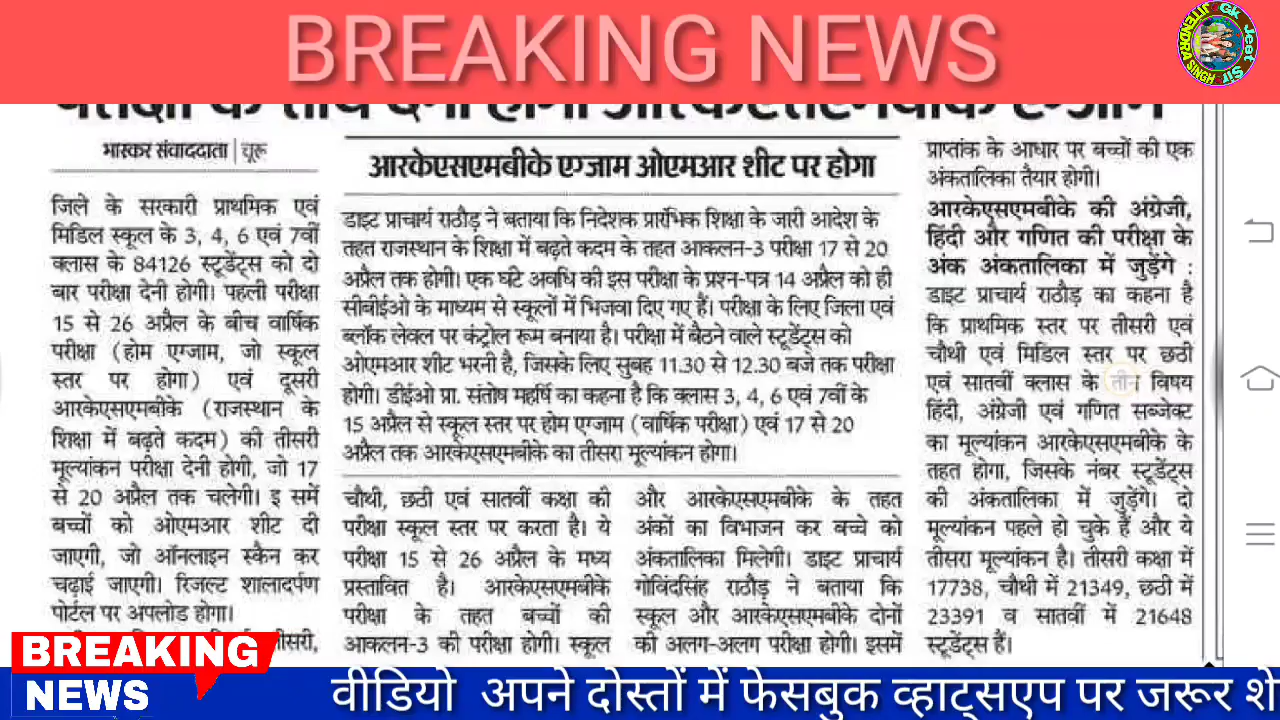 BREAKING NEWS
JITENDRA SINGH Gk Jeet Sir
भास्कर संवाददाता | चूरू
जिले के सरकारी प्राथमिक एवं
मिडिल स्कूल के 3, 4, 6 एवं 7वीं
क्लास के 84126 स्टूडेंट्स को दो
बार परीक्षा देनी होगी। पहली परीक्षा
15 से 26 अप्रैल के बीच वार्षिक
परीक्षा (होम एग्जाम, जो स्कूल
स्तर पर होगा) एवं दूसरी
आरकेएसएमबीके (राजस्थान के
शिक्षा में बढ़ते कदम) की तीसरी
मूल्यांकन परीक्षा देनी होगी, जो 17
से 20 अप्रैल तक चलेगी। इ समें
बच्चों को ओएमआर शीट दी
जाएगी, जो ऑनलाइन स्कैन कर
चढ़ाई जाएगी। रिजल्ट शालादर्पण
पोर्टल पर अपलोड होगा।
तीसरी,
आरकेएसएमबीके एग्जाम ओएमआर शीट पर होगा
डाइट प्राचार्य राठौड़ ने बताया कि निदेशक प्रारंभिक शिक्षा के जारी आदेश के
तहत राजस्थान के शिक्षा में बढ़ते कदम के तहत आकलन-3 परीक्षा 17 से 20
अप्रैल तक होगी। एक घंटे अवधि की इस परीक्षा के प्रश्न-पत्र 14 अप्रैल को ही
सीबीईओ के माध्यम से स्कूलों में भिजवा दिए गए हैं। परीक्षा के लिए जिला एवं
ब्लॉक लेवल पर कंट्रोल रूम बनाया है। परीक्षा में बैठने वाले स्टूडेंट्स को
ओएमआर शीट भरनी है, जिसके लिए सुबह 11.30 से 12.30 बजे तक परीक्षा
होगी। डीईओ प्रा. संतोष महर्षि का कहना है कि क्लास 3, 4, 6 एवं 7वीं के
15 अप्रैल से स्कूल स्तर पर होम एग्जाम (वार्षिक परीक्षा) एवं 17 से 20
अप्रैल तक आरकेएसएमबीके का तीसरा मूल्यांकन होगा।
चौथी, छठी एवं सातवीं कक्षा की
परीक्षा स्कूल स्तर पर करता है। ये
परीक्षा 15 से 26 अप्रैल के मध्य
प्रस्तावित है। आरकेएसएमबीके
परीक्षा के तहत बच्चों की
आकलन-3 की परीक्षा होगी। स्कूल
और आरकेएसएमबीके के तहत
अंकों का विभाजन कर बच्चे को
अंकतालिका मिलेगी। डाइट प्राचार्य
गोविंदसिंह राठौड़ ने बताया कि
स्कूल और आरकेएसएमबीके दोनों
की अलग-अलग परीक्षा होगी। इसमें
प्राप्तांक के आधार पर बच्चों की एक
अंकतालिका तैयार होगी।
आरकेएसएमबीके की अंग्रेजी,
हिंदी और गणित की परीक्षा के
अंक अंकतालिका में जुड़ेंगे :
डाइट प्राचार्य राठौड़ का कहना है
कि प्राथमिक स्तर पर तीसरी एवं
चौथी एवं मिडिल स्तर पर छठी
एवं सातवीं क्लास के तीन विषय
हिंदी, अंग्रेजी एवं गणित सब्जेक्ट
का मूल्यांकन आरकेएसएमबीके के
तहत होगा, जिसके नंबर स्टूडेंट्स
की अंकतालिका में जुड़ेंगे। दो
मूल्यांकन पहले हो चुके हैं और ये
तीसरा मूल्यांकन है। तीसरी कक्षा में
17738, चौथी में 21349, छठी में
23391 व सातवीं में 21648
स्टूडेंट्स हैं।
BREAKING
NEWS
वीडियो अपने दोस्तों में फेसबुक व्हाट्सएप पर जरूर शे